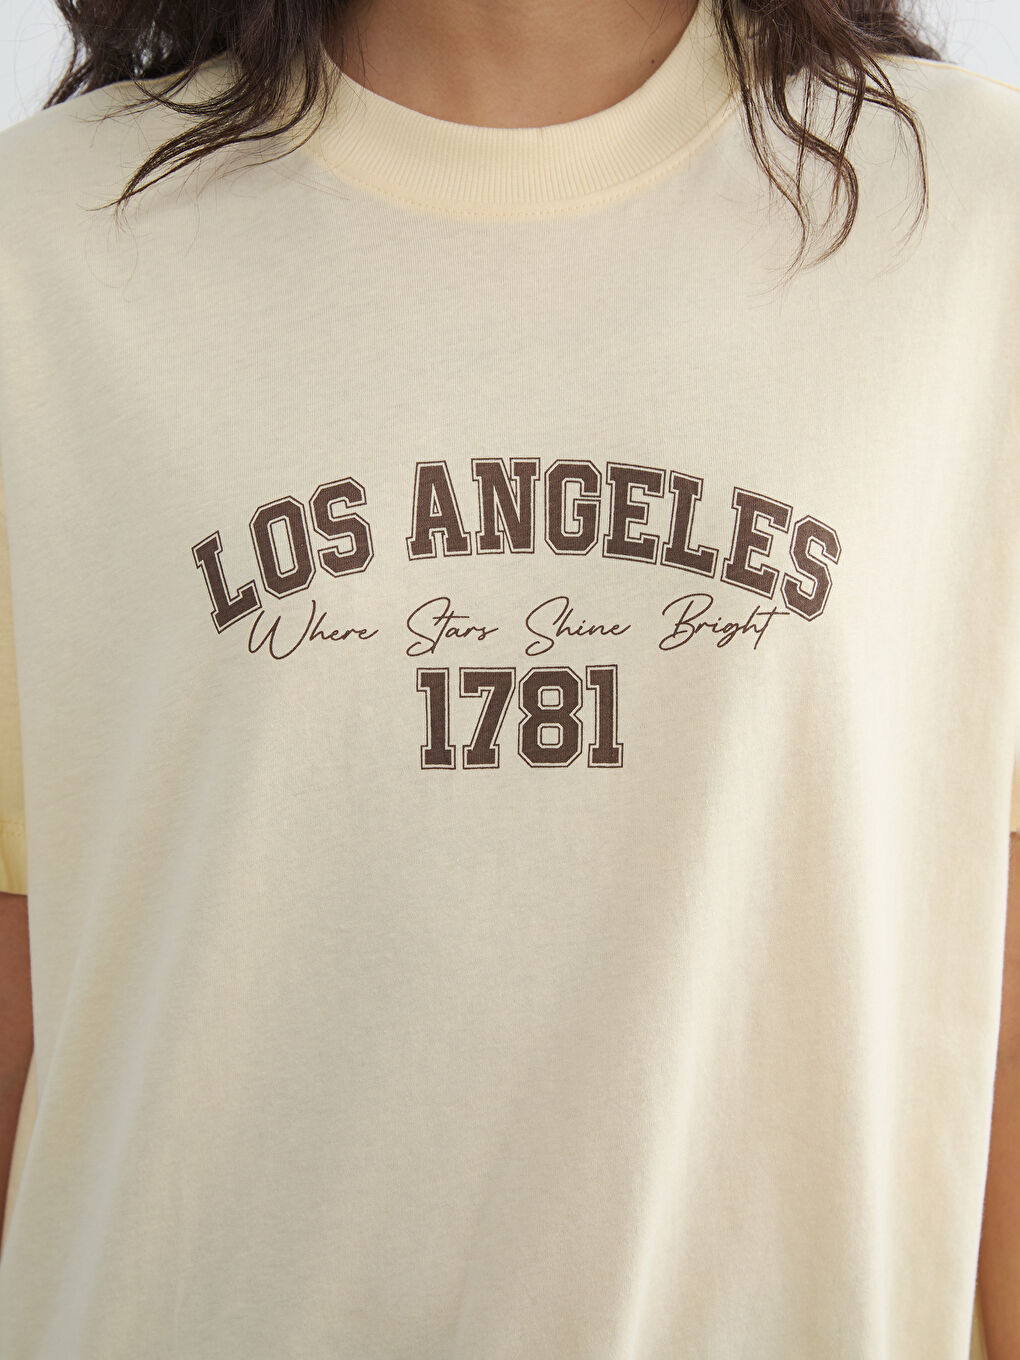 LOS ANGELES
Where Stars Shine Bright
1781